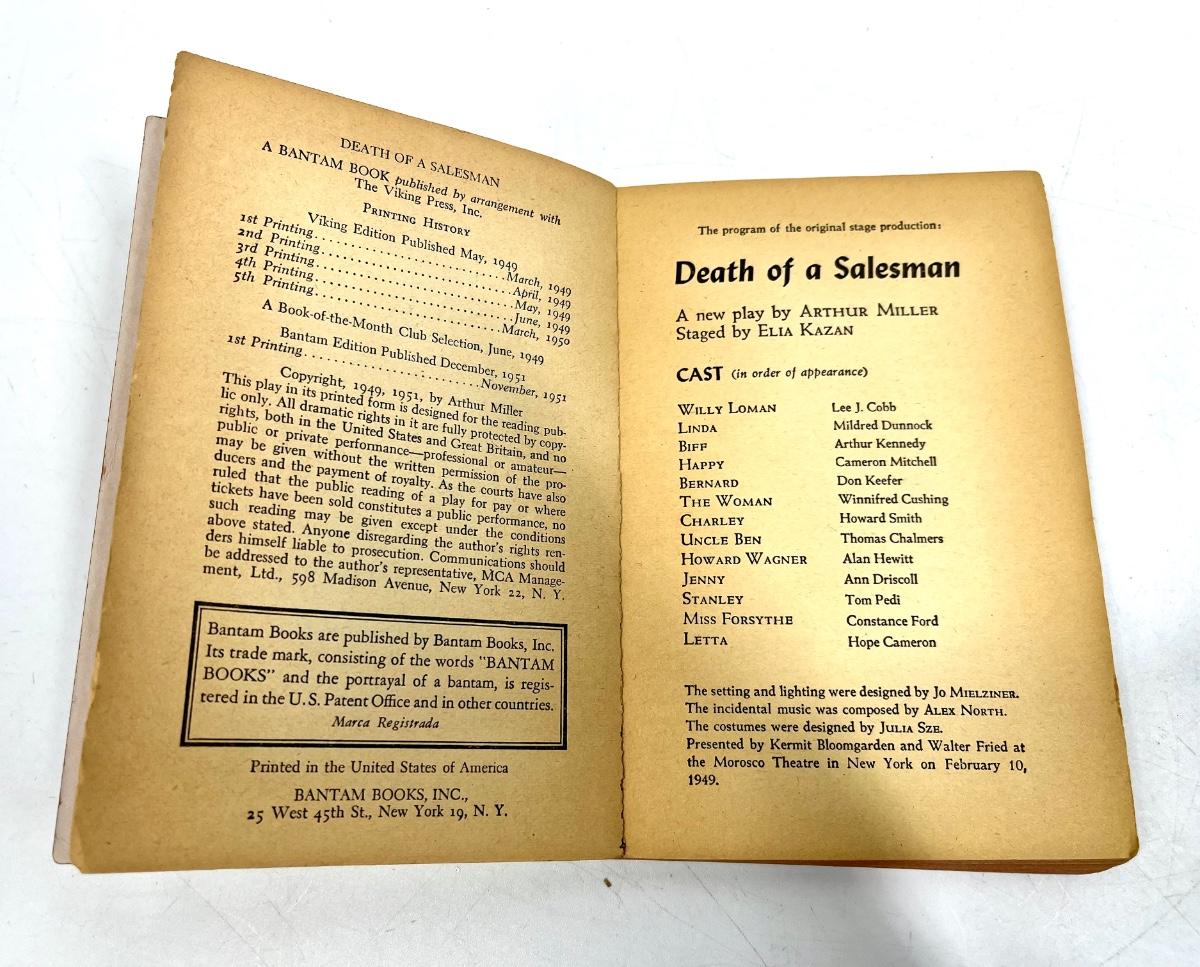 DEATH OF A SALESMAN
A BANTAM BOOK published by arrangement with
The Viking Press, Inc.
PRINTING HISTORY
Viking Edition Published May, 1949
1st Printing..........................March, 1949
2nd Printing..........................April, 1949
3rd Printing..........................May, 1949
4th Printing..........................June, 1949
5th Printing..........................March, 1950
A Book-of-the-Month Club Selection, June, 1949
Bantam Edition Published December, 1951
1st Printing..........................November, 1951
Copyright, 1949, 1951, by Arthur Miller
This play in its printed form is designed for the reading pub-
lic only. All dramatic rights in it are fully protected by copy-
rights, both in the United States and Great Britain, and no
public or private performance—professional or amateur—
may be given without the written permission of the pro-
ducers and the payment of royalty. As the courts have also
ruled that the public reading of a play for pay or where
tickets have been sold constitutes a public performance, no
such reading may be given except under the conditions
above stated. Anyone disregarding the author's rights ren-
ders himself liable to prosecution. Communications should
be addressed to the author's representative, MCA Manage-
ment, Ltd., 598 Madison Avenue, New York 22, N. Y.
Bantam Books are published by Bantam Books, Inc.
Its trade mark, consisting of the words "BANTAM
BOOKS" and the portrayal of a bantam, is regis-
tered in the U.S. Patent Office and in other countries.
Marca Registrada
Printed in the United States of America
BANTAM BOOKS, INC.,
25 West 45th St., New York 19, N. Y.
The program of the original stage production:
Death of a Salesman
A new play by ARTHUR MILLER
Staged by ELIA KAZAN
CAST (in order of appearance)
WILLY LOMAN Lee J. Cobb
LINDA Mildred Dunnock
BIFF Arthur Kennedy
HAPPY Cameron Mitchell
BERNARD Don Keefer
THE WOMAN Winnifred Cushing
CHARLEY Howard Smith
UNCLE BEN Thomas Chalmers
HOWARD WAGNER Alan Hewitt
JENNY Ann Driscoll
STANLEY Tom Pedi
MISS FORSYTHE Constance Ford
LETTA Hope Cameron
The setting and lighting were designed by JO MIELZINER.
The incidental music was composed by ALEX NORTH.
The costumes were designed by JULIA SZE.
Presented by Kermit Bloomgarden and Walter Fried at
the Morosco Theatre in New York on February 10,
1949.